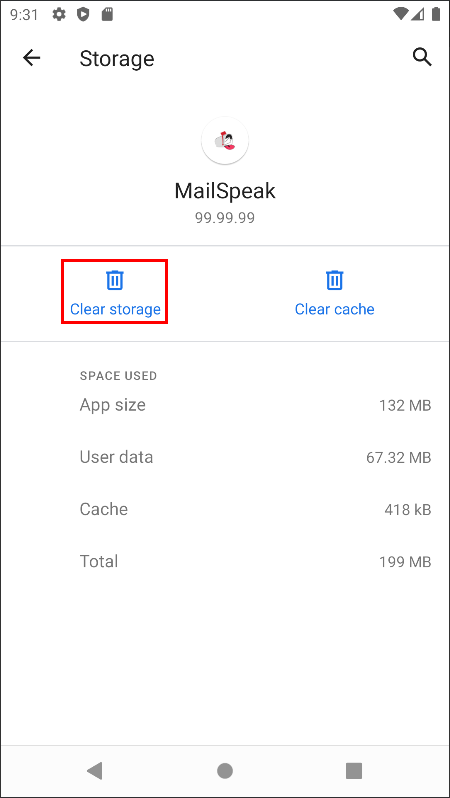 9:31
Storage
MailSpeak
99.99.99
Clear storage Clear cache
SPACE USED
App size 132 MB
User data 67.32 MB
Cache 418 kB
Total 199 MB